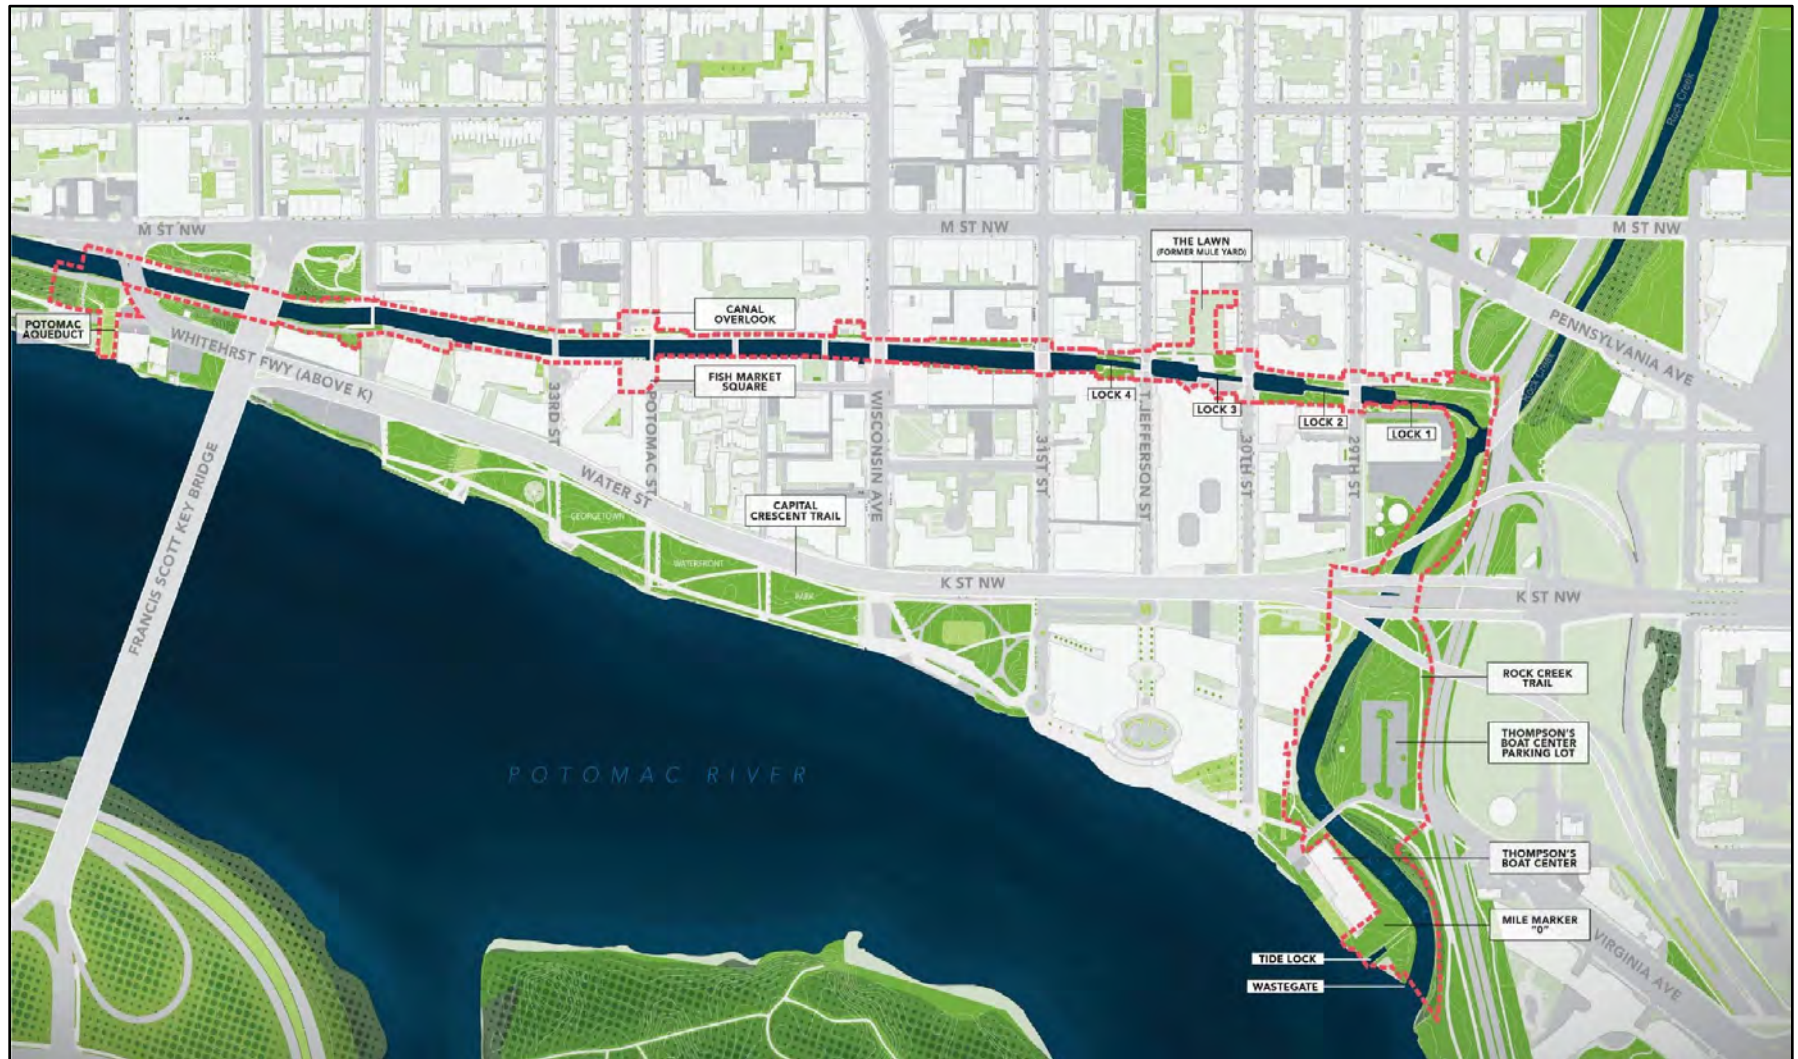 Rock Creek
M ST NW
M ST NW
M ST NW
THE LAWN
(FORMER MULE YARD)
CANAL
OVERLOOK
POTOMAC
AQUEDUCT
WHITEHRST FWY (ABOVE K)
PENNSYLVANIA AVE
Rock Creek
FISH MARKET
SQUARE
LOCK 4
LOCK 3
LOCK 2
LOCK 1
33RD ST
POTOMAC ST
WISCONSIN AVE
31ST ST
T JEFFERSON ST
30TH ST
29TH ST
WATER ST
CAPITAL
CRESCENT TRAIL
GEORGETOWN
WATERFRONT
PARK
FRANCIS SCOTT KEY BRIDGE
K ST NW
K ST NW
ROCK CREEK
TRAIL
THOMPSON'S
BOAT CENTER
PARKING LOT
POTOMAC RIVER
THOMPSON'S
BOAT CENTER
MILE MARKER
"0"
VIRGINIA AVE
TIDE LOCK
WASTEGATE